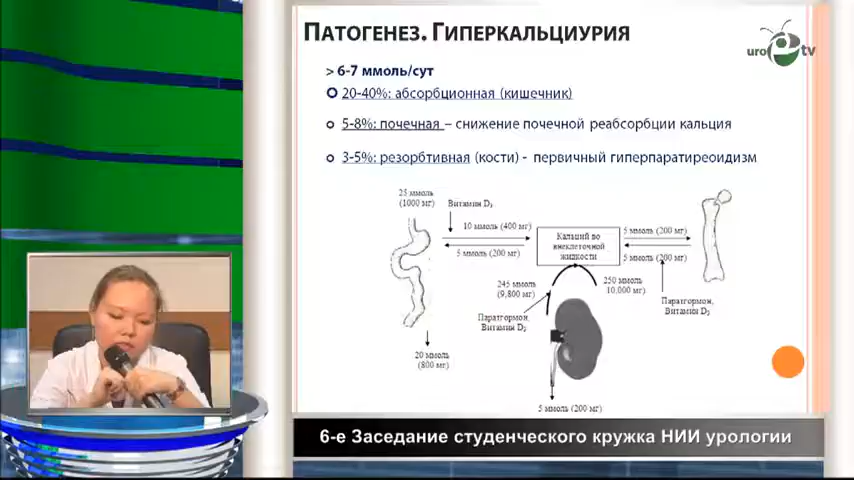 ПАТОГЕНЕЗ. ГИПЕРКАЛЬЦИУРИЯ
uro tv
> 6-7 ммоль/сут
20-40%: абсорбционная (кишечник)
5-8%: почечная – снижение почечной реабсорбции кальция
3-5%: резорбтивная (кости) - первичный гиперпаратиреоидизм
25 ммоль
(1000 мг)
Витамин D₃
10 ммоль (400 мг)
5 ммоль (200 мг)
Кальций во
внеклеточной
жидкости
5 ммоль (200 мг)
5 ммоль (200 мг)
245 ммоль
(9,800 мг)
250 ммоль
10,000 мг)
Паратгормон,
Витамин D₃
Паратгормон,
Витамин D₃
20 ммоль
(800 мг)
5 ммоль (200 мг)
6-е Заседание студенческого кружка НИИ урологии